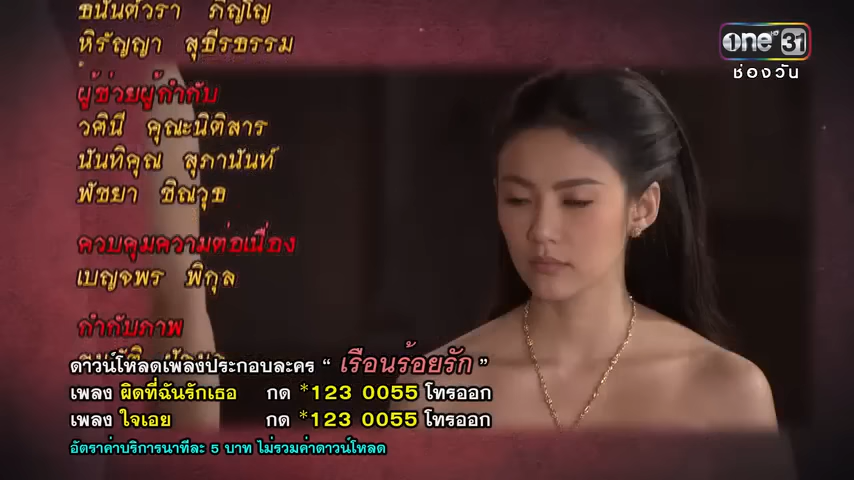 ธนันตัวรา ภิญโญ
หิรัญญา สุธีรธรรม
ผู้ช่วยผู้กำกับ
วศินี คุณะนิติสาร
นันทิคุณ สุภานันท์
พัชยา ชิณวุธ
ควบคุมความต่อเนื่อง
เบญจพร พิกุล
กำกับภาพ
ดาวน์โหลดเพลงประกอบละคร “ เรือนร้อยรัก ”
เพลง ผิดที่ฉันรักเธอ กด *123 0055 โทรออก
เพลง ใจเอย กด *123 0055 โทรออก
อัตราค่าบริการนาทีละ 5 บาท ไม่รวมค่าดาวน์โหลด
one HD 31
ช่องวัน